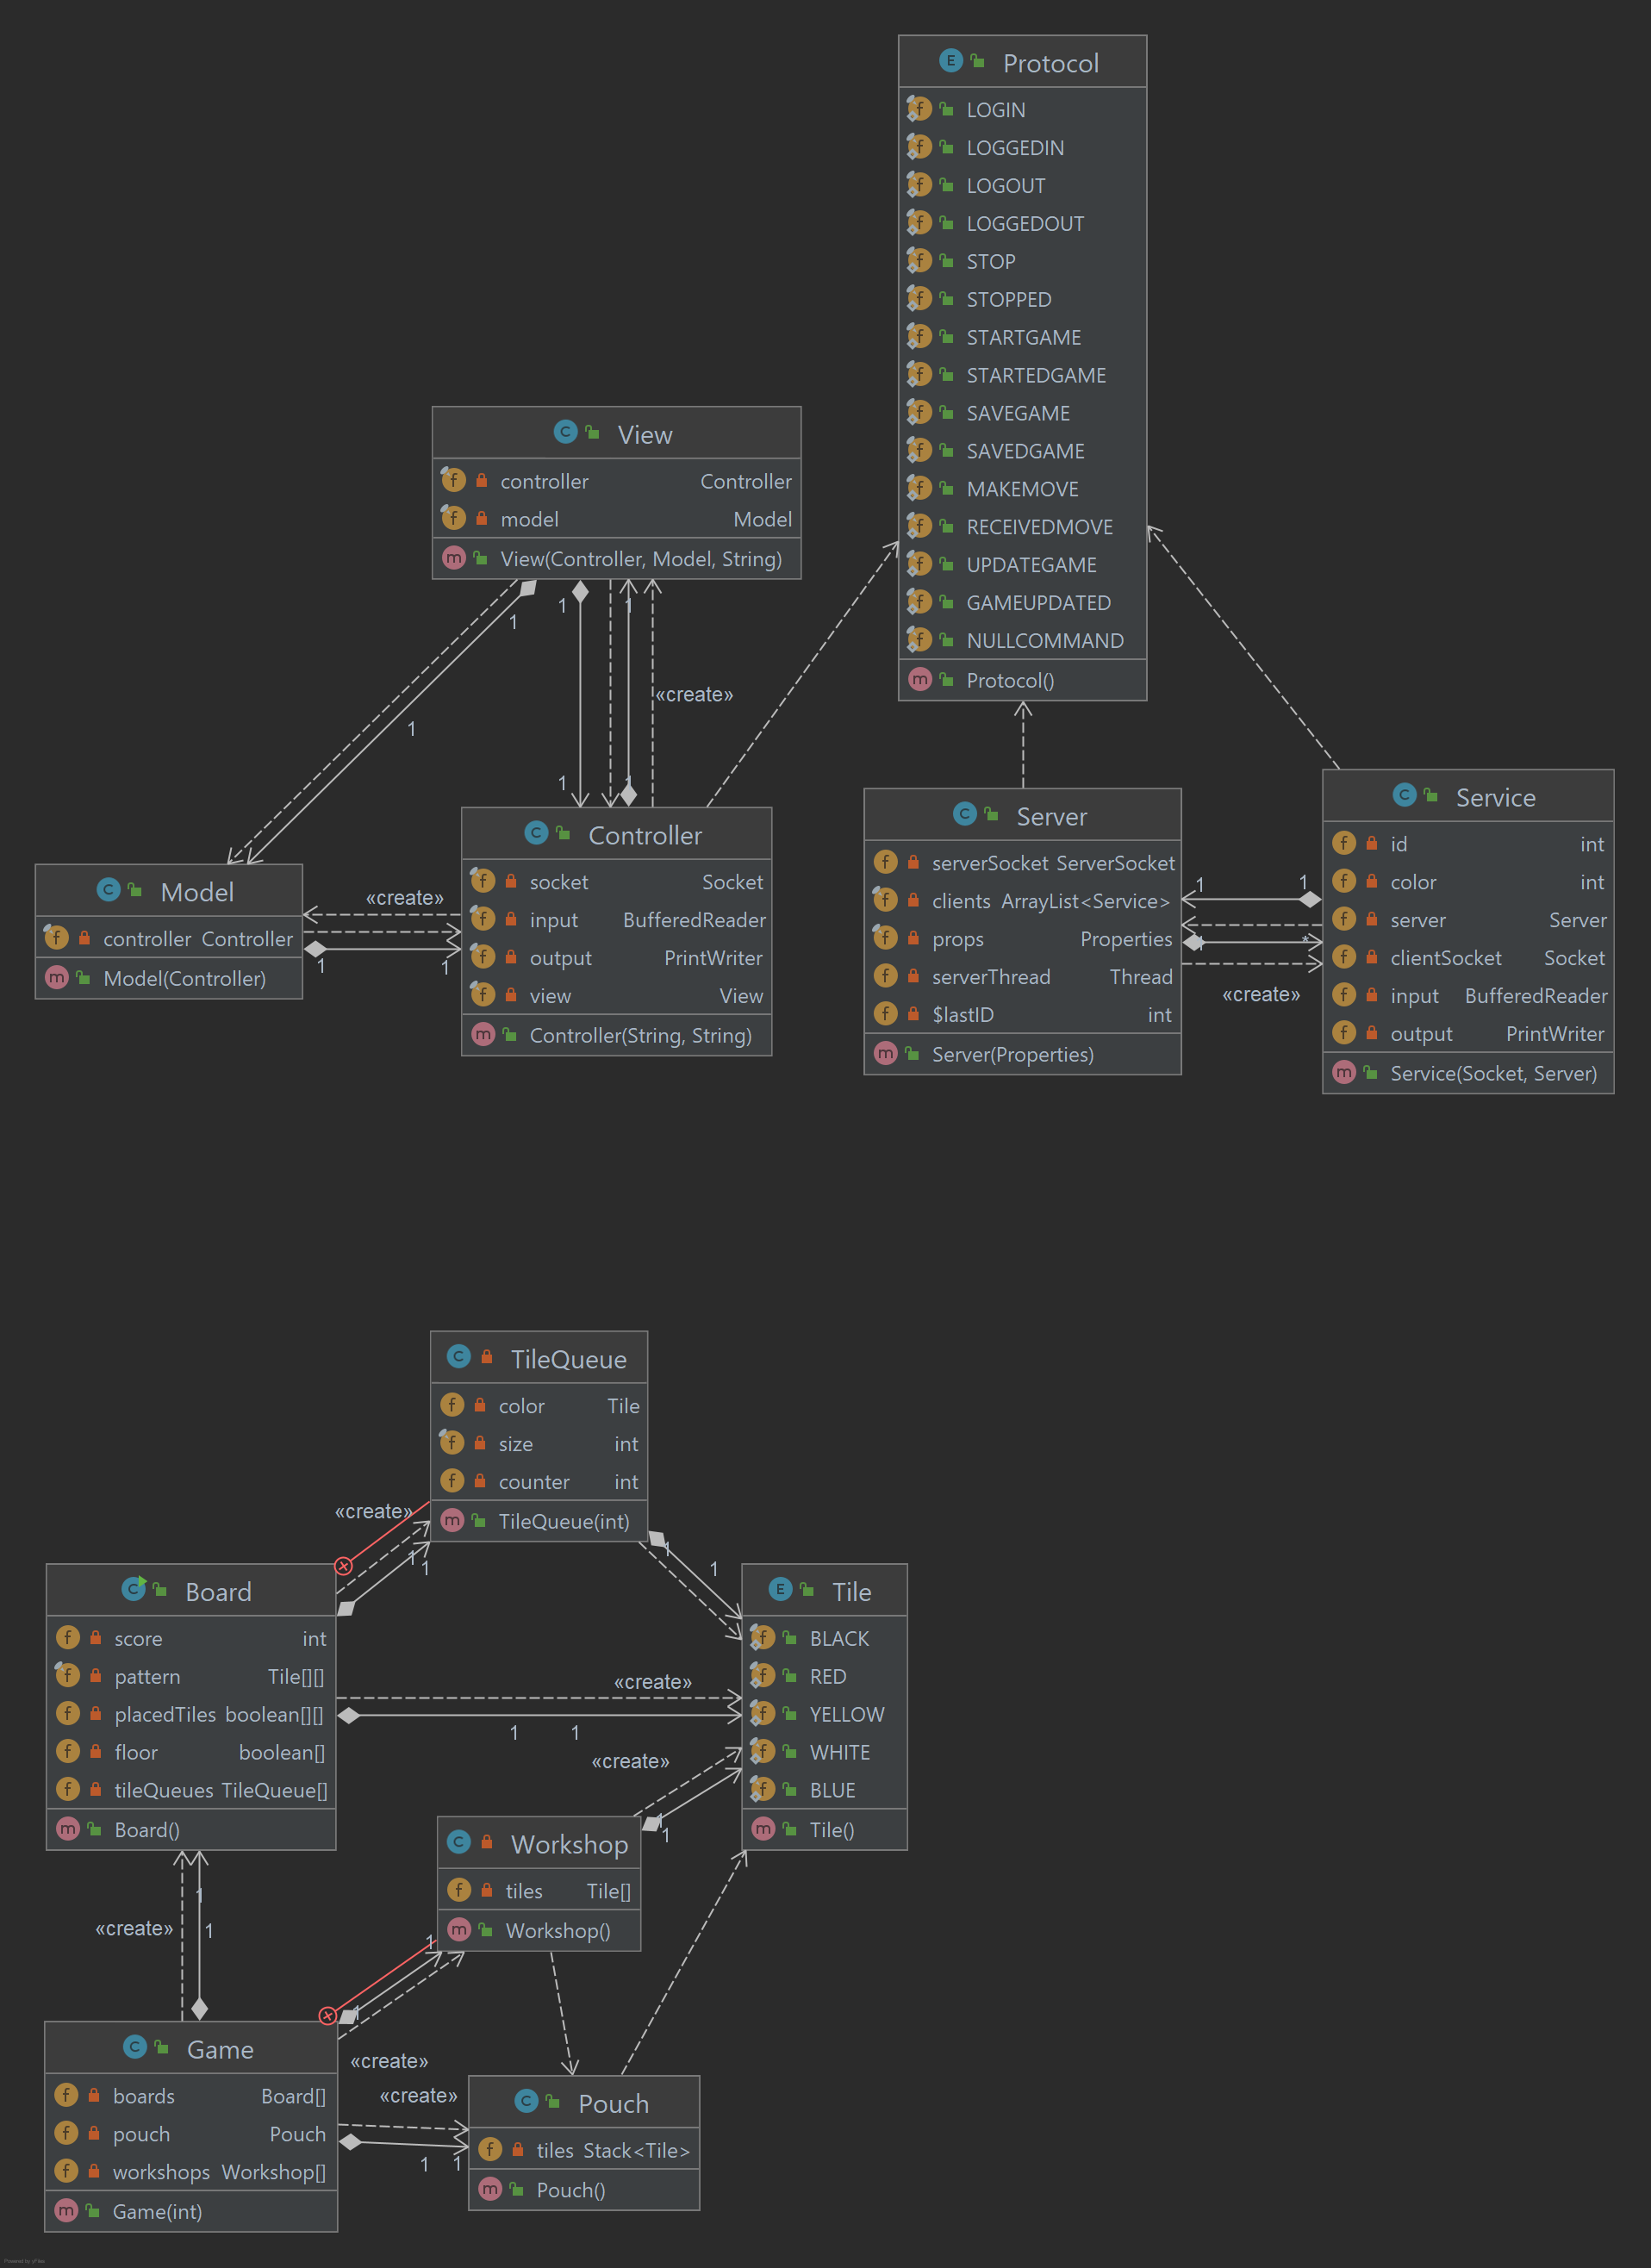 Protocol
LOGIN
LOGGEDIN
LOGOUT
LOGGEDOUT
STOP
STOPPED
STARTGAME
STARTEDGAME
SAVEGAME
SAVEDGAME
MAKEMOVE
RECEIVEDMOVE
UPDATEGAME
GAMEUPDATED
NULLCOMMAND
Protocol()
View
controller Controller
model Model
View(Controller, Model, String)
1
1
1
1
1
1
«create»
Controller
socket Socket
input BufferedReader
output PrintWriter
view View
Controller(String, String)
Model
controller Controller
Model(Controller)
«create»
1
1
Server
serverSocket ServerSocket
clients ArrayList<Service>
props Properties
serverThread Thread
$lastID int
Server(Properties)
1
1
1
*
«create»
Service
id int
color int
server Server
clientSocket Socket
input BufferedReader
output PrintWriter
Service(Socket, Server)
TileQueue
color Tile
size int
counter int
TileQueue(int)
«create»
1
1
1
1
Board
score int
pattern Tile[][]
placedTiles boolean[][]
floor boolean[]
tileQueues TileQueue[]
Board()
Tile
BLACK
RED
YELLOW
WHITE
BLUE
Tile()
«create»
1
1
«create»
1
1
Workshop
tiles Tile[]
Workshop()
«create»
1
1
1
1
Game
boards Board[]
pouch Pouch
workshops Workshop[]
Game(int)
«create»
«create»
1
1
Pouch
tiles Stack<Tile>
Pouch()
Powered by yFiles